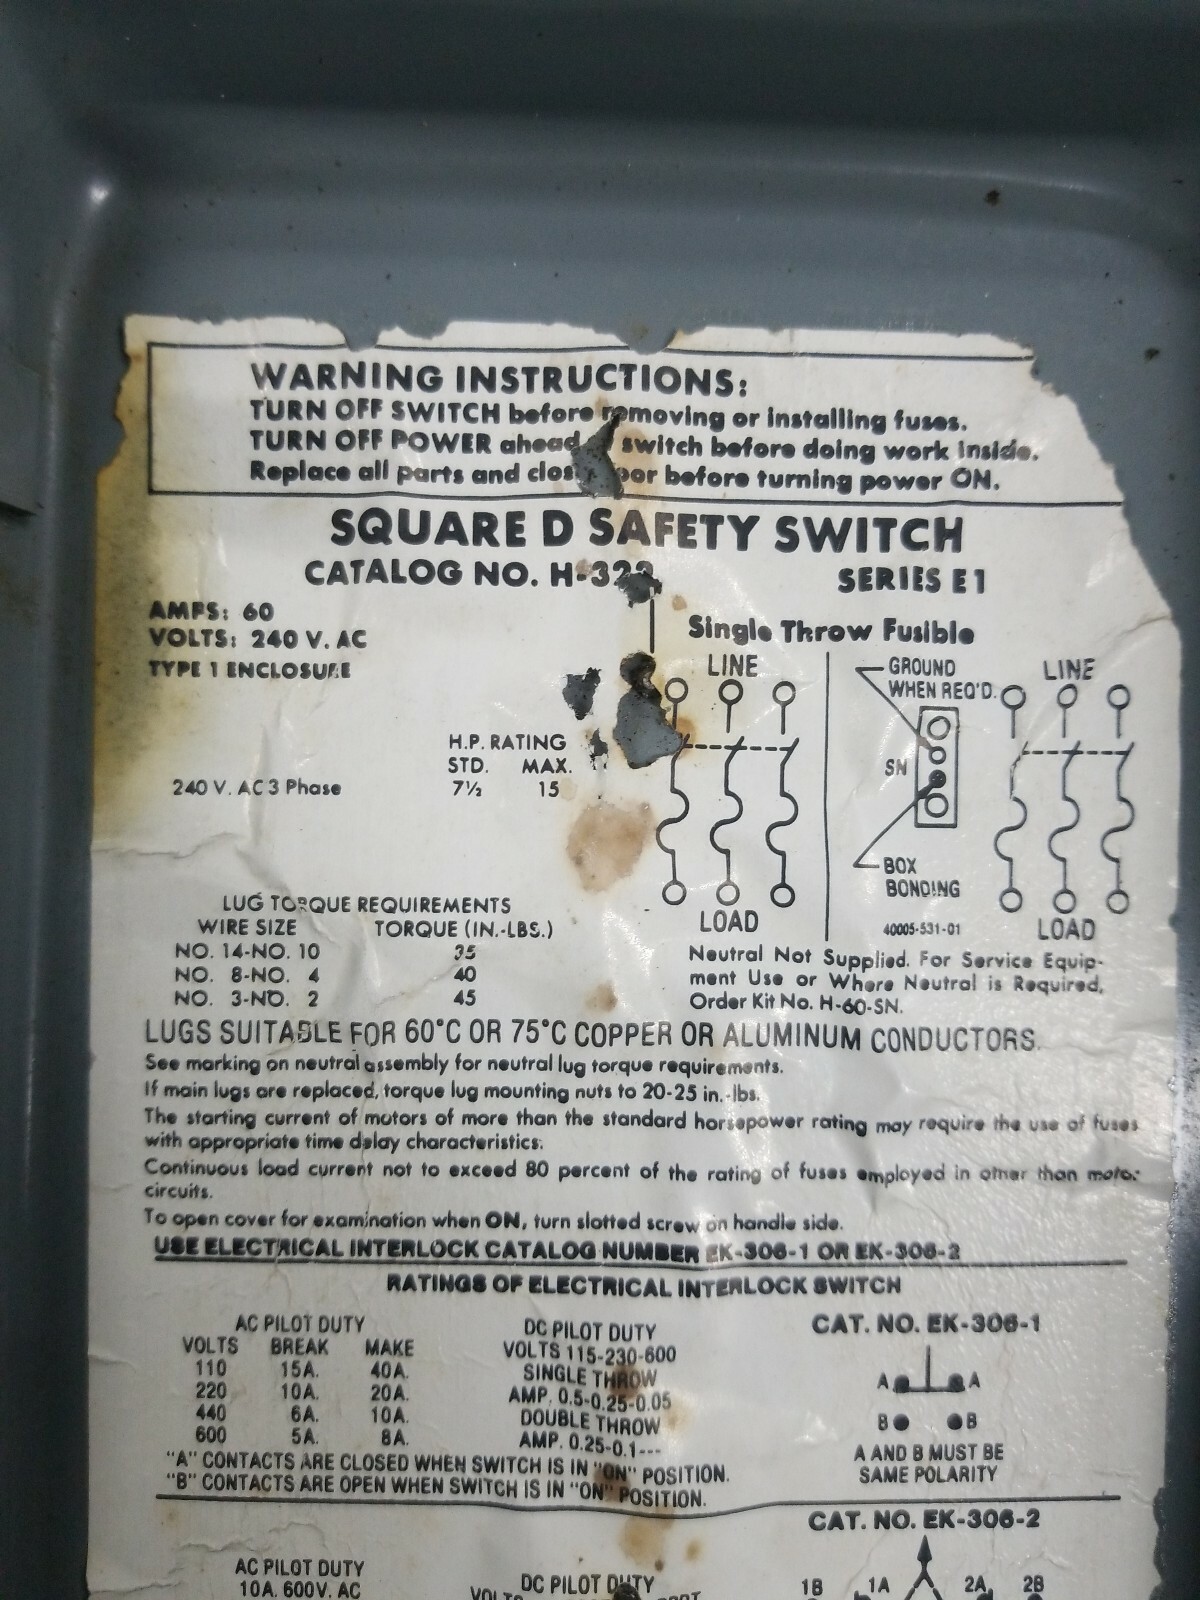 WARNING INSTRUCTIONS:
TURN OFF SWITCH before removing or installing fuses.
TURN OFF POWER ahead switch before doing work inside.
Replace all parts and before turning power ON.
SQUARE D SAFETY SWITCH
CATALOG NO. SERIES E1
AMPS: 60
VOLTS: 240 V. AC
TYPE 1 ENCLOSURE
H.P. RATING
STD. MAX.
240 V. AC 3 Phase 7½ 15
Single Throw Fusible
LINE
LOAD
GROUND
WHEN REQ'D.
LINE
SN
BOX
BONDING
40005-531-01
LOAD
LUG TORQUE REQUIREMENTS
WIRE SIZE TORQUE (IN.-LBS.)
NO. 14-NO. 10 35
NO. 8-NO. 4 40
NO. 3-NO. 2 45
Neutral Not Supplied. For Service Equip-
ment Use or Where Neutral is Required,
Order Kit No. H-60-SN.
LUGS SUITABLE FOR 60°C OR 75°C COPPER OR ALUMINUM CONDUCTORS.
See marking on neutral assembly for neutral lug torque requirements.
If main lugs are replaced, torque lug mounting nuts to 20-25 in.-lbs.
The starting current of motors of more than the standard horsepower rating may require the use of fuses
with appropriate time delay characteristics.
Continuous load current not to exceed 80 percent of the rating of fuses employed in other than motor
circuits.
To open cover for examination when ON, turn slotted screw on handle side.
USE ELECTRICAL INTERLOCK CATALOG NUMBER EK-306-1 OR EK-306-2
RATINGS OF ELECTRICAL INTERLOCK SWITCH
AC PILOT DUTY
VOLTS BREAK MAKE
110 15A. 40A.
220 10A. 20A.
440 6A. 10A.
600 5A. 8A.
DC PILOT DUTY
VOLTS 115-230-600
SINGLE THROW
AMP. 0.5-0.25-0.05
DOUBLE THROW
AMP. 0.25-0.1---
CAT. NO. EK-306-1
A A
B B
A AND B MUST BE
SAME POLARITY
"A" CONTACTS ARE CLOSED WHEN SWITCH IS IN "ON" POSITION.
"B" CONTACTS ARE OPEN WHEN SWITCH IS IN "ON" POSITION.
CAT. NO. EK-306-2
AC PILOT DUTY
10A. 600V. AC
DC PILOT DUTY
1B 1A 2A 2B